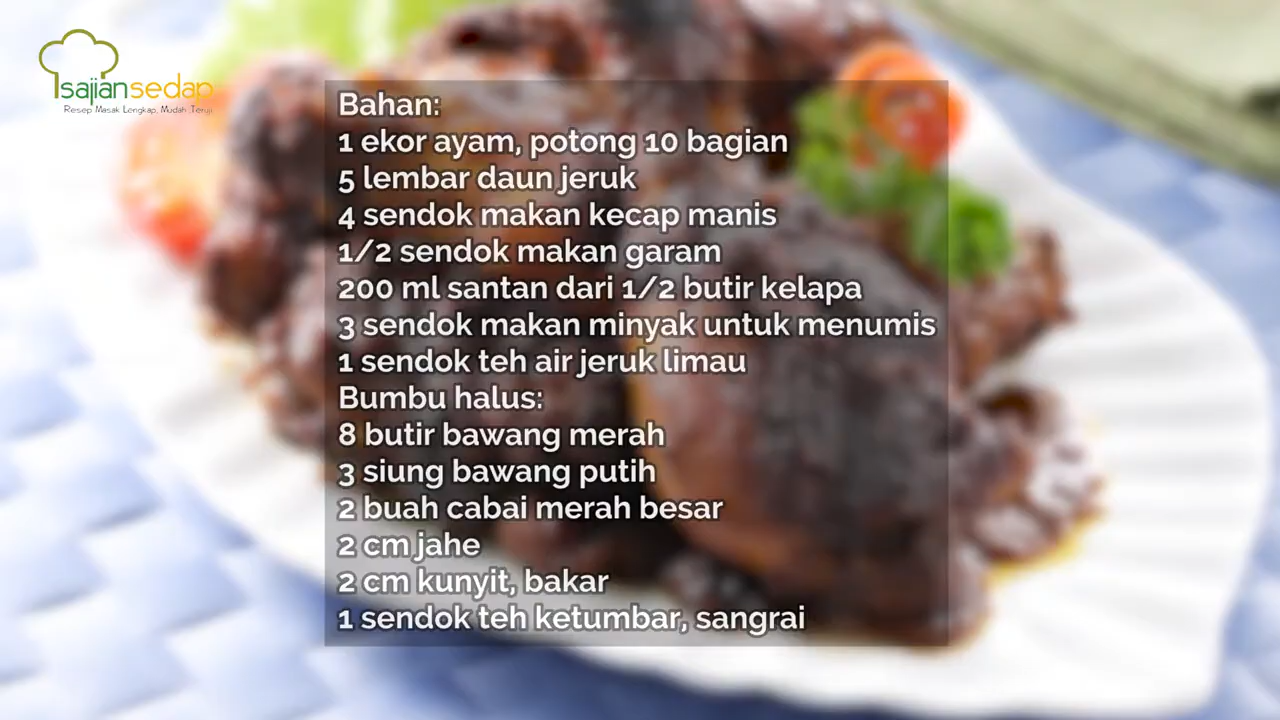 sajiansedap
Resep Masak Lengkap, Mudah Teruji
Bahan:
1 ekor ayam, potong 10 bagian
5 lembar daun jeruk
4 sendok makan kecap manis
1/2 sendok makan garam
200 ml santan dari 1/2 butir kelapa
3 sendok makan minyak untuk menumis
1 sendok teh air jeruk limau
Bumbu halus:
8 butir bawang merah
3 siung bawang putih
2 buah cabai merah besar
2 cm jahe
2 cm kunyit, bakar
1 sendok teh ketumbar, sangrai